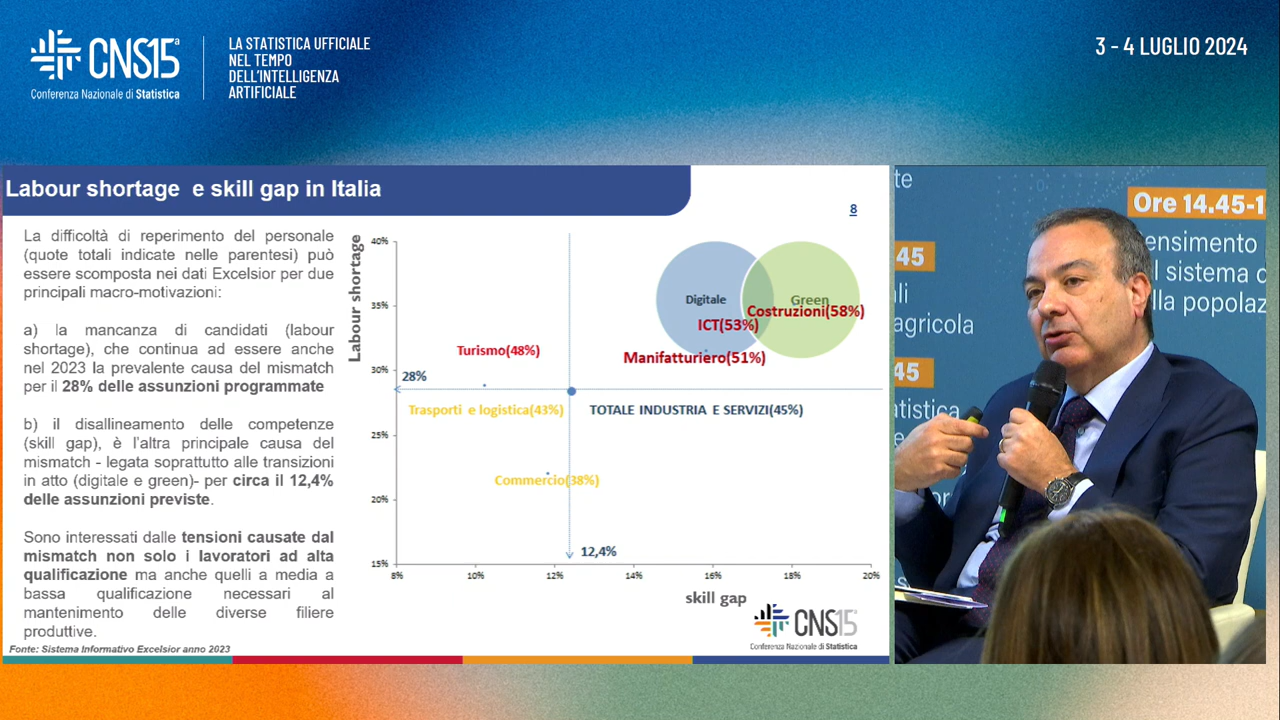 CNS15ª
Conferenza Nazionale di Statistica
LA STATISTICA UFFICIALE
NEL TEMPO
DELL'INTELLIGENZA
ARTIFICIALE
3 - 4 LUGLIO 2024
Labour shortage e skill gap in Italia
8
La difficoltà di reperimento del personale
(quote totali indicate nelle parentesi) può
essere scomposta nei dati Excelsior per due
principali macro-motivazioni:
a) la mancanza di candidati (labour
shortage), che continua ad essere anche
nel 2023 la prevalente causa del mismatch
per il 28% delle assunzioni programmate
b) il disallineamento delle competenze
(skill gap), è l'altra principale causa del
mismatch - legata soprattutto alle transizioni
in atto (digitale e green)- per circa il 12,4%
delle assunzioni previste.
Sono interessati dalle tensioni causate dal
mismatch non solo i lavoratori ad alta
qualificazione ma anche quelli a media a
bassa qualificazione necessari al
mantenimento delle diverse filiere
produttive.
Fonte: Sistema Informativo Excelsior anno 2023
Labour shortage
40%
35%
30%
25%
20%
15%
Digitale
Green
Costruzioni(58%)
ICT(53%)
Manifatturiero(51%)
Turismo(48%)
28%
Trasporti e logistica(43%)
TOTALE INDUSTRIA E SERVIZI(45%)
Commercio(38%)
12,4%
8%
10%
12%
14%
16%
18%
20%
skill gap
CNS15ª
Conferenza Nazionale di Statistica
te
Ore 14.45-1
ensimento
45
l sistema
li
lla popolaz
agricola
45
atistica